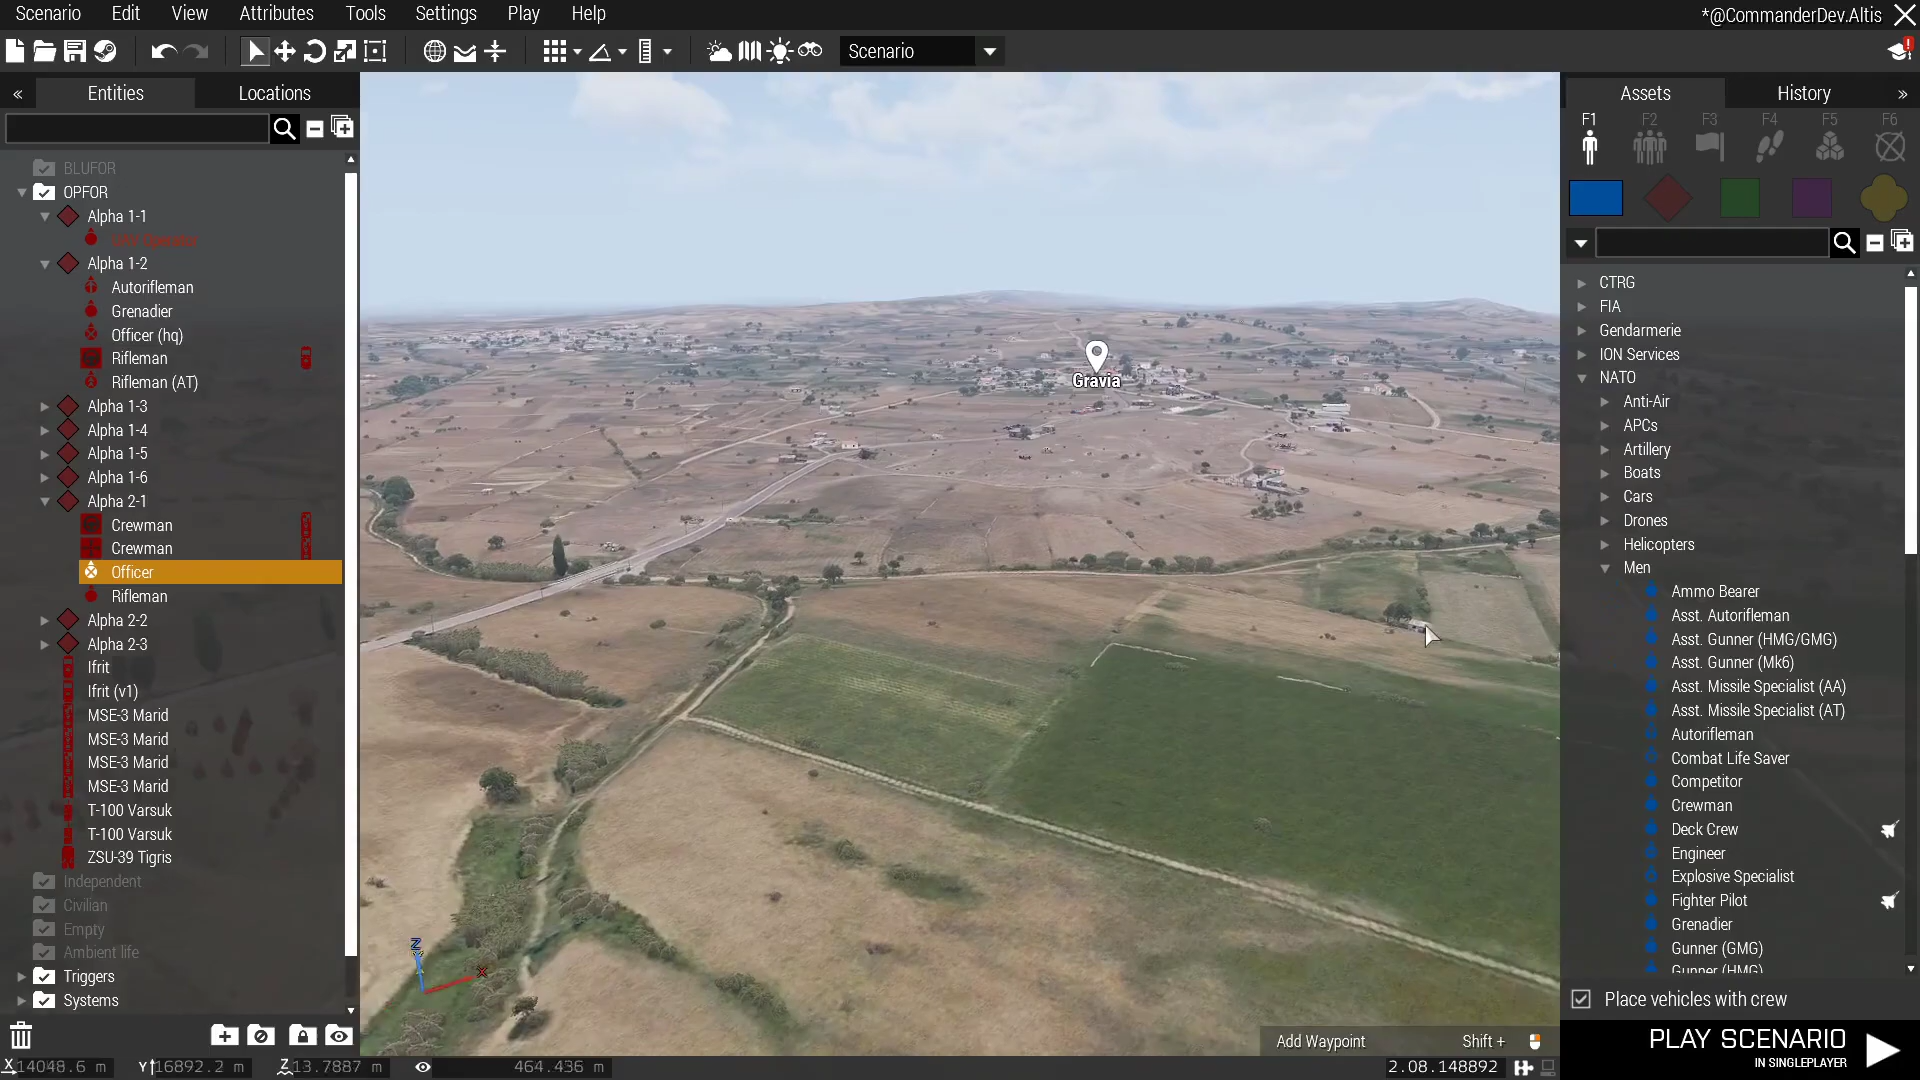 Scenario Edit View Attributes Tools Settings Play Help
*@CommanderDev.Altis
Scenario
Entities Locations
BLUFOR
OPFOR
Alpha 1-1
UAV Operator
Alpha 1-2
Autorifleman
Grenadier
Officer (hq)
Rifleman
Rifleman (AT)
Alpha 1-3
Alpha 1-4
Alpha 1-5
Alpha 1-6
Alpha 2-1
Crewman
Crewman
Officer
Rifleman
Alpha 2-2
Alpha 2-3
Ifrit
Ifrit (v1)
MSE-3 Marid
MSE-3 Marid
MSE-3 Marid
MSE-3 Marid
T-100 Varsuk
T-100 Varsuk
ZSU-39 Tigris
Independent
Civilian
Empty
Ambient life
Triggers
Systems
Gravia
Z
X
Add Waypoint Shift +
X 14048.6 m Y 16892.2 m Z 13.7887 m 464.436 m 2.08.148892
Assets History
F1 F2 F3 F4 F5 F6
CTRG
FIA
Gendarmerie
ION Services
NATO
Anti-Air
APCs
Artillery
Boats
Cars
Drones
Helicopters
Men
Ammo Bearer
Asst. Autorifleman
Asst. Gunner (HMG/GMG)
Asst. Gunner (Mk6)
Asst. Missile Specialist (AA)
Asst. Missile Specialist (AT)
Autorifleman
Combat Life Saver
Competitor
Crewman
Deck Crew
Engineer
Explosive Specialist
Fighter Pilot
Grenadier
Gunner (GMG)
Gunner (HMG)
Place vehicles with crew
PLAY SCENARIO
IN SINGLEPLAYER